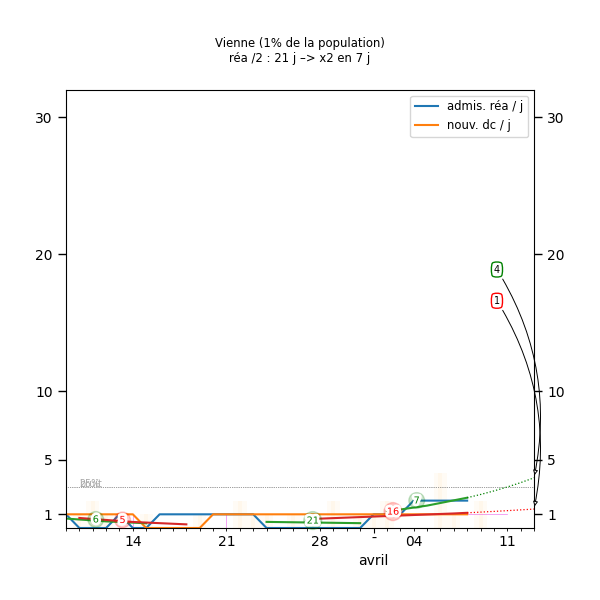 Vienne (1% de la population)
réa /2 : 21 j –> x2 en 7 j
admis. réa / j
nouv. dc / j
30 30
20 20
10 10
5 5
1 1
4
1
6 5 21 16 7
14 21 28 - 04 11
avril